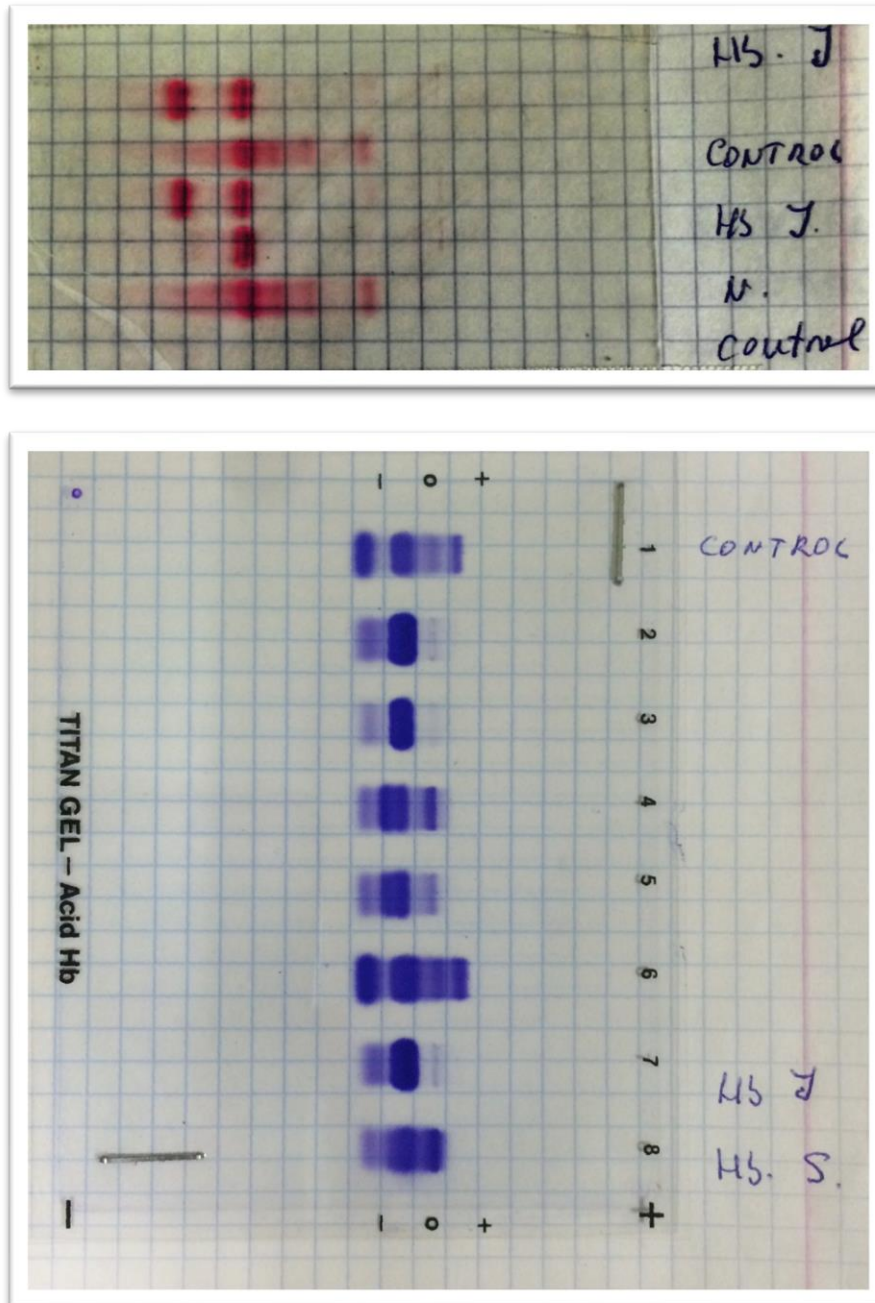 Hb. J
CONTROL
Hb J.
N.
Control
- o +
1 CONTROL
2
3
4
5
6
7 Hb J
8 Hb. S.
TITAN GEL – Acid Hb
- o +
− +